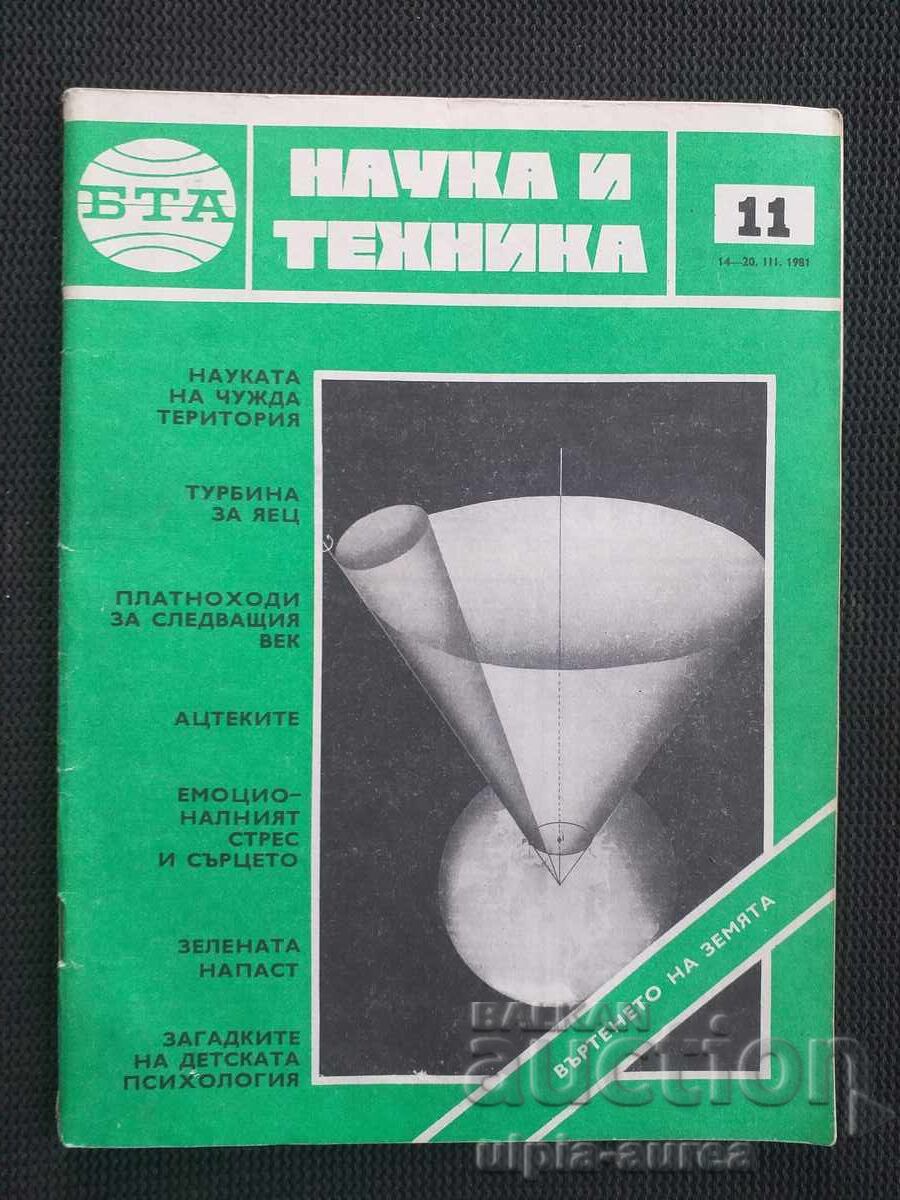 БТА
НАУКА И
ТЕХНИКА
11
14—20. III. 1981
НАУКАТА
НА ЧУЖДА
ТЕРИТОРИЯ
ТУРБИНА
ЗА ЯЕЦ
ПЛАТНОХОДИ
ЗА СЛЕДВАЩИЯ
ВЕК
АЦТЕКИТЕ
ЕМОЦИО-
НАЛНИЯТ
СТРЕС
И СЪРЦЕТО
ЗЕЛЕНАТА
НАПАСТ
ЗАГАДКИТЕ
НА ДЕТСКАТА
ПСИХОЛОГИЯ
ВЪРТЕНЕТО НА ЗЕМЯТА
BALKAN
auction
ulpia-aurea